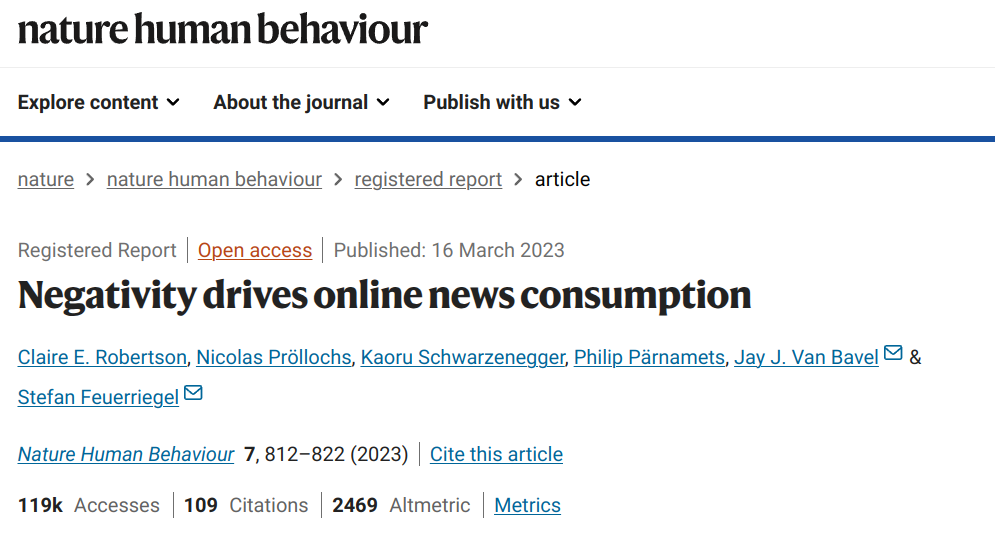 nature human behaviour
Explore content About the journal Publish with us
nature > nature human behaviour > registered report > article
Registered Report | Open access | Published: 16 March 2023
Negativity drives online news consumption
Claire E. Robertson, Nicolas Pröllochs, Kaoru Schwarzenegger, Philip Pärnamets, Jay J. Van Bavel &
Stefan Feuerriegel
Nature Human Behaviour 7, 812–822 (2023) | Cite this article
119k Accesses | 109 Citations | 2469 Altmetric | Metrics